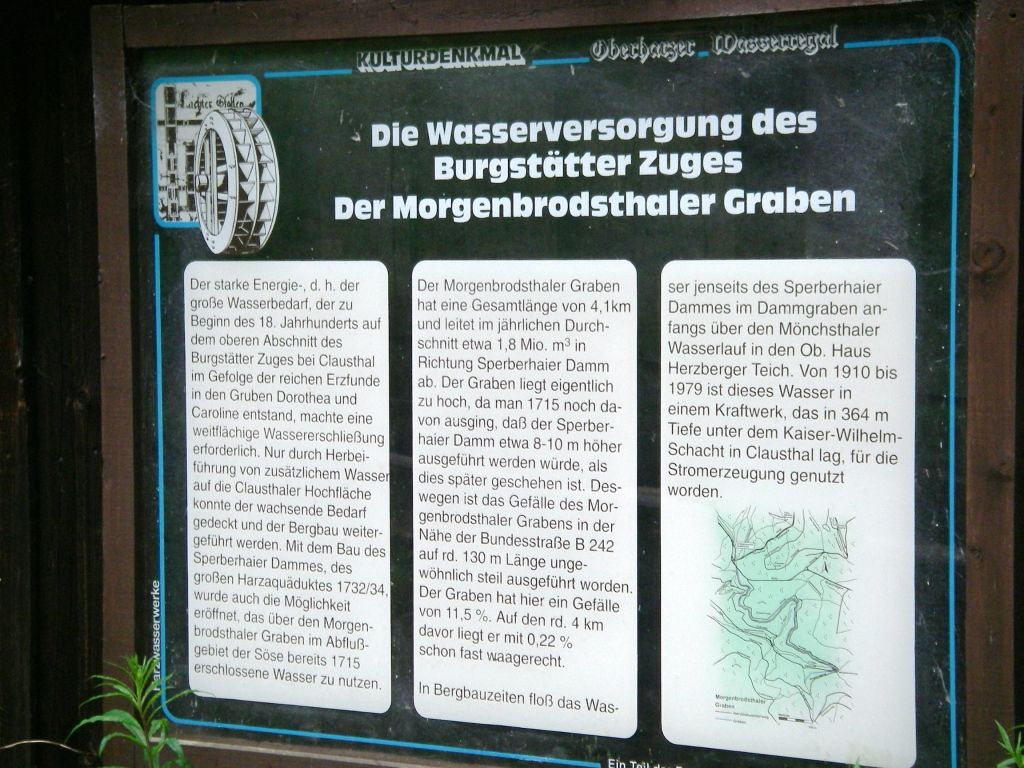 KULTURDENKMAL
Oberharzer Wasserregal
Die Wasserversorgung des
Burgstätter Zuges
Der Morgenbrodsthaler Graben
Der starke Energie-, d. h. der
große Wasserbedarf, der zu
Beginn des 18. Jahrhunderts auf
dem oberen Abschnitt des
Burgstätter Zuges bei Clausthal
im Gefolge der reichen Erzfunde
in den Gruben Dorothea und
Caroline entstand, machte eine
weitflächige Wassererschließung
erforderlich. Nur durch Herbei-
führung von zusätzlichem Wasser
auf die Clausthaler Hochfläche
konnte der wachsende Bedarf
gedeckt und der Bergbau weiter-
geführt werden. Mit dem Bau des
Sperberhaier Dammes, des
großen Harzaquäduktes 1732/34,
wurde auch die Möglichkeit
eröffnet, das über den Morgen-
brodsthaler Graben im Abfluß-
gebiet der Söse bereits 1715
erschlossene Wasser zu nutzen.
Der Morgenbrodsthaler Graben
hat eine Gesamtlänge von 4,1km
und leitet im jährlichen Durch-
schnitt etwa 1,8 Mio. m³ in
Richtung Sperberhaier Damm
ab. Der Graben liegt eigentlich
zu hoch, da man 1715 noch da-
von ausging, daß der Sperber-
haier Damm etwa 8-10 m höher
ausgeführt werden würde, als
dies später geschehen ist. Des-
wegen ist das Gefälle des Mor-
genbrodsthaler Grabens in der
Nähe der Bundesstraße B 242
auf rd. 130 m Länge unge-
wöhnlich steil ausgeführt worden.
Der Graben hat hier ein Gefälle
von 11,5 %. Auf den rd. 4 km
davor liegt er mit 0,22 %
schon fast waagerecht.
In Bergbauzeiten floß das Was-
ser jenseits des Sperberhaier
Dammes im Dammgraben an-
fangs über den Mönchsthaler
Wasserlauf in den Ob. Haus
Herzberger Teich. Von 1910 bis
1979 ist dieses Wasser in
einem Kraftwerk, das in 364 m
Tiefe unter dem Kaiser-Wilhelm-
Schacht in Clausthal lag, für die
Stromerzeugung genutzt
worden.
Morgenbrodsthaler
Graben
Ein Teil der